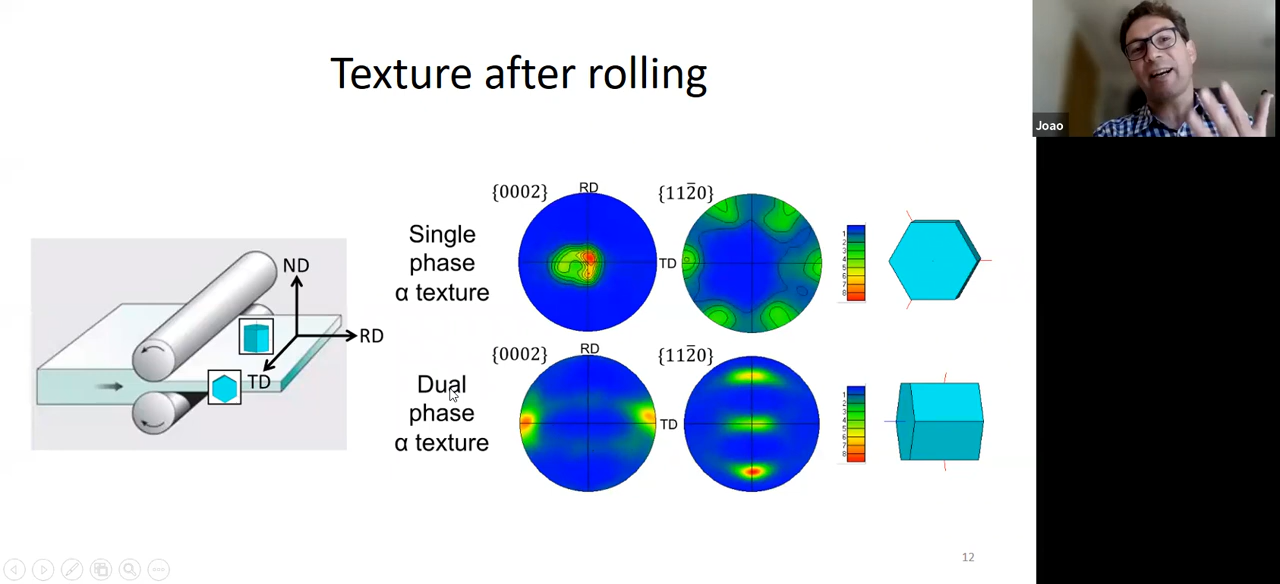 Texture after rolling
Joao
ND
RD
TD
Single
phase
α texture
{0002}
RD
{112̅0}
TD
1
2
3
4
5
6
7
8
Dual
phase
α texture
{0002}
RD
{112̅0}
TD
1
2
3
4
5
6
7
8
12